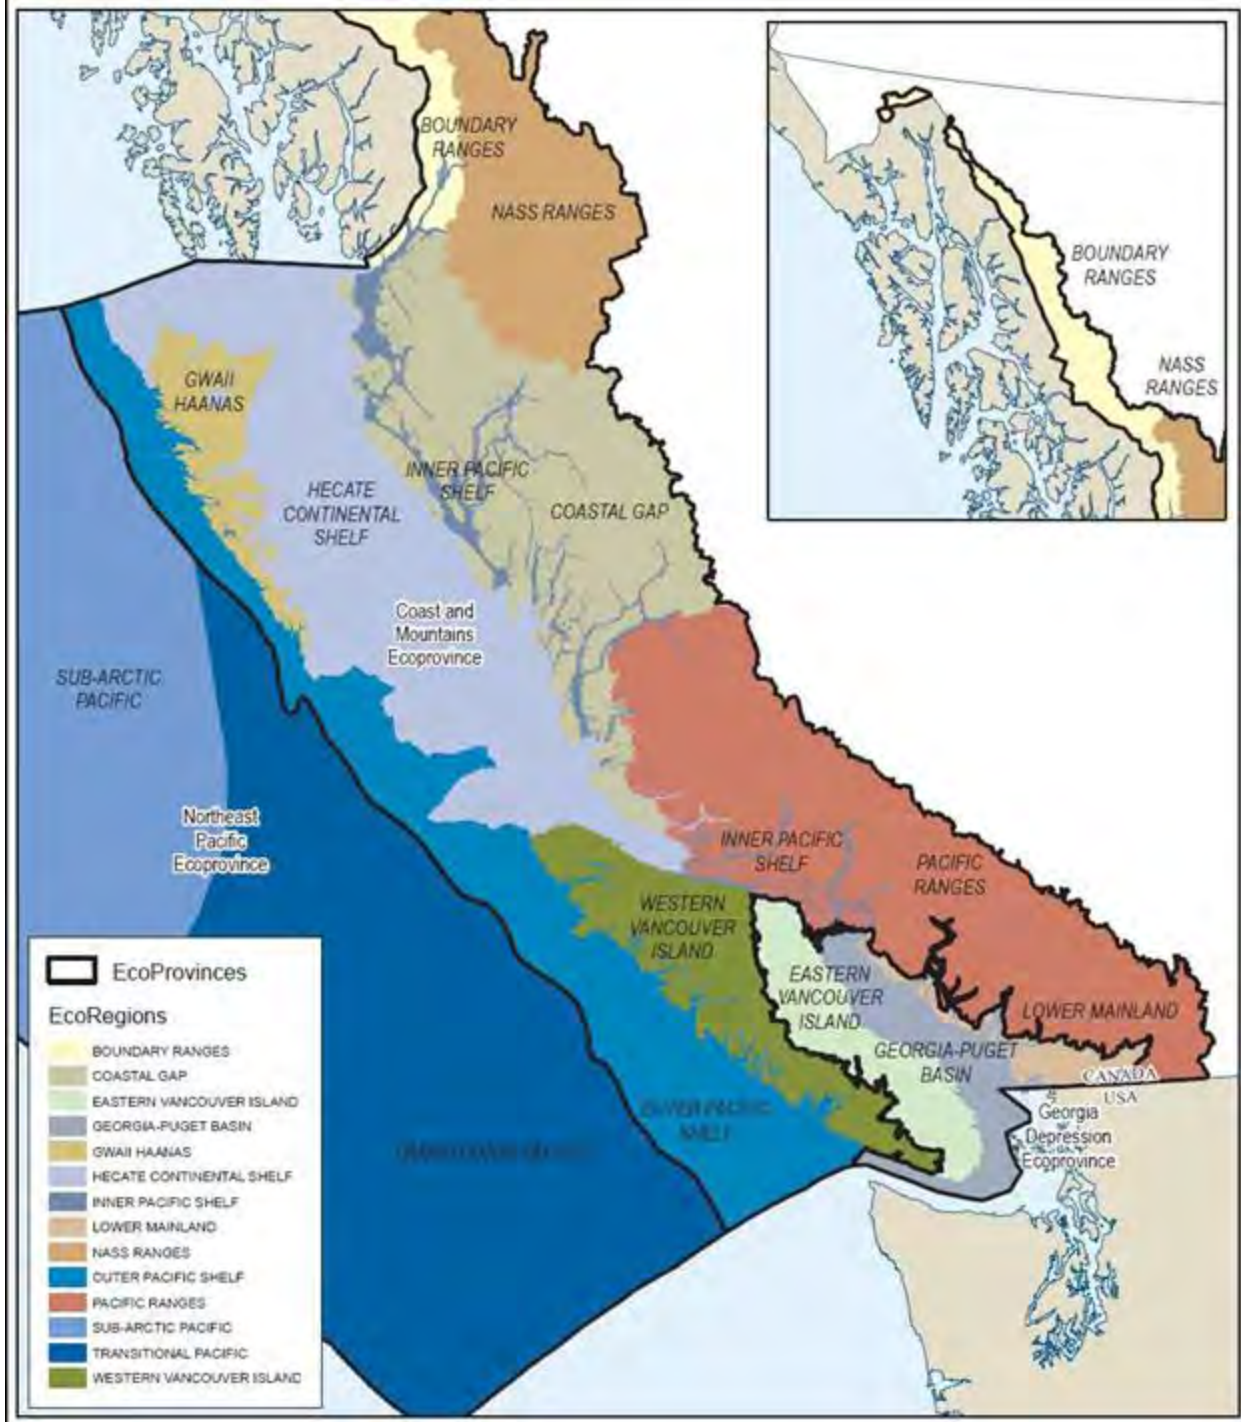 BOUNDARY
RANGES
NASS RANGES
BOUNDARY
RANGES
NASS
RANGES
GWAII
HAANAS
INNER PACIFIC
SHELF
HECATE
CONTINENTAL
SHELF
COASTAL GAP
Coast and
Mountains
Ecoprovince
SUB-ARCTIC
PACIFIC
Northeast
Pacific
Ecoprovince
INNER PACIFIC
SHELF
PACIFIC
RANGES
WESTERN
VANCOUVER
ISLAND
EASTERN
VANCOUVER
ISLAND
LOWER MAINLAND
GEORGIA-PUGET
BASIN
CANADA
USA
Georgia
Depression
Ecoprovince
OUTER PACIFIC
SHELF
EcoProvinces
EcoRegions
BOUNDARY RANGES
COASTAL GAP
EASTERN VANCOUVER ISLAND
GEORGIA-PUGET BASIN
GWAII HAANAS
HECATE CONTINENTAL SHELF
INNER PACIFIC SHELF
LOWER MAINLAND
NASS RANGES
OUTER PACIFIC SHELF
PACIFIC RANGES
SUB-ARCTIC PACIFIC
TRANSITIONAL PACIFIC
WESTERN VANCOUVER ISLAND